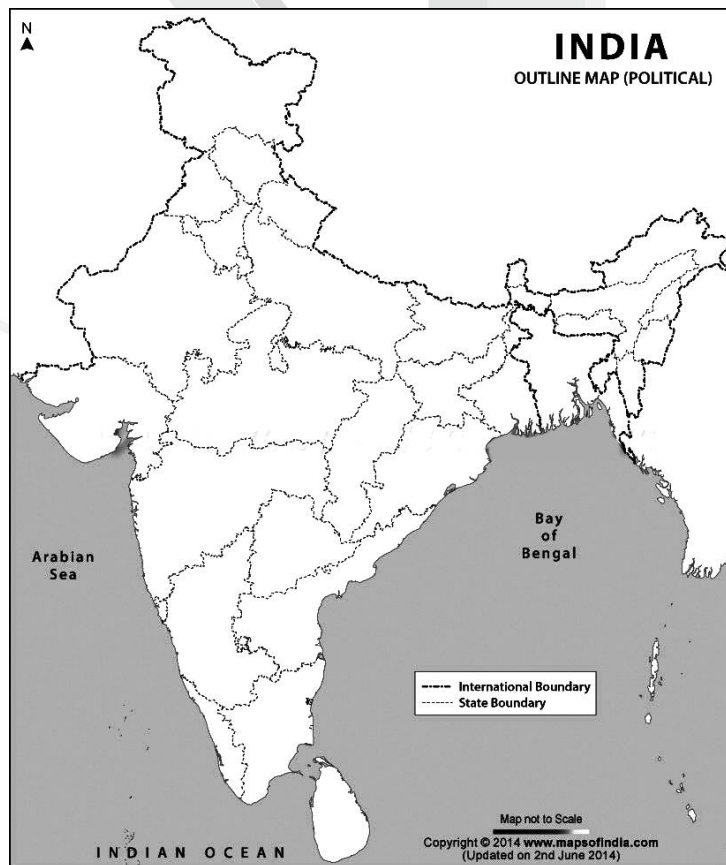 N
INDIA
OUTLINE MAP (POLITICAL)
Arabian
Sea
Bay
of
Bengal
International Boundary
State Boundary
Map not to Scale
Copyright © 2014 www.mapsofindia.com
(Updated on 2nd June 2014)
INDIAN OCEAN